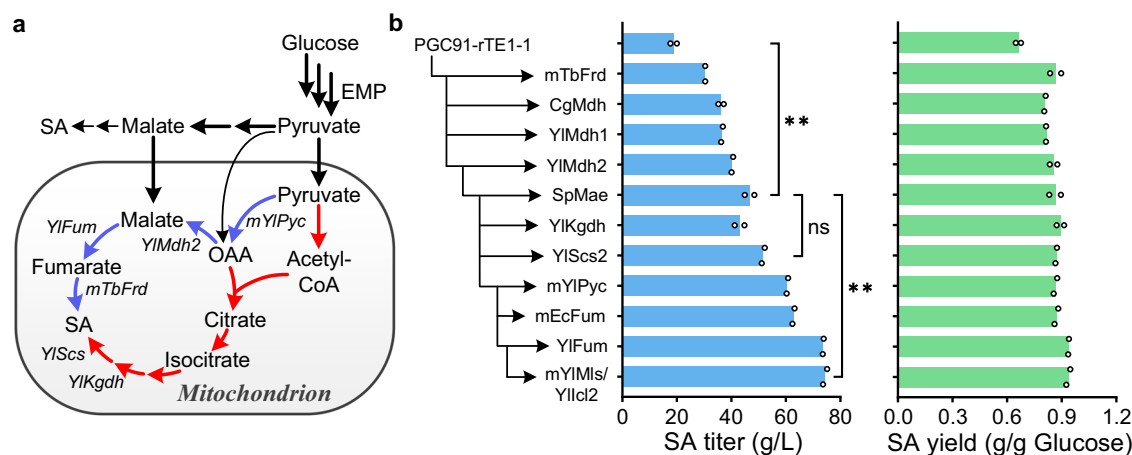 a
Glucose
EMP
SA
Malate
Pyruvate
Pyruvate
Malate
mYlPyc
YlFum
YlMdh2
OAA
Acetyl-
CoA
Fumarate
mTbFrd
SA
Citrate
YlScs
Isocitrate
YlKgdh
Mitochondrion
b
PGC91-rTE1-1
mTbFrd
CgMdh
YlMdh1
YlMdh2
SpMae
YlKgdh
YlScs2
mYlPyc
mEcFum
YlFum
mYlMls/
YlIcl2
**
ns
**
0 20 40 60 80
SA titer (g/L)
0.0 0.3 0.6 0.9 1.2
SA yield (g/g Glucose)